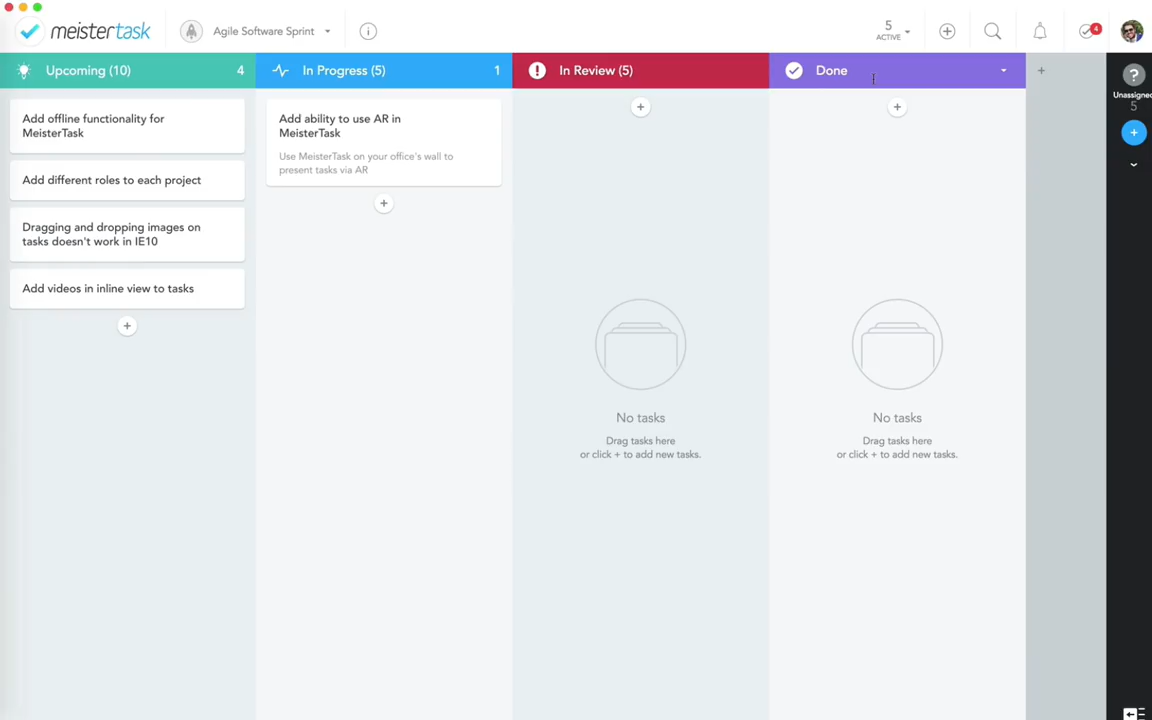 meistertask
Agile Software Sprint
5
ACTIVE
4
Upcoming (10) 4
In Progress (5) 1
In Review (5)
Done
Add offline functionality for
MeisterTask
Add different roles to each project
Dragging and dropping images on
tasks doesn't work in IE10
Add videos in inline view to tasks
Add ability to use AR in
MeisterTask
Use MeisterTask on your office's wall to
present tasks via AR
No tasks
Drag tasks here
or click + to add new tasks.
No tasks
Drag tasks here
or click + to add new tasks.
Unassigned
5